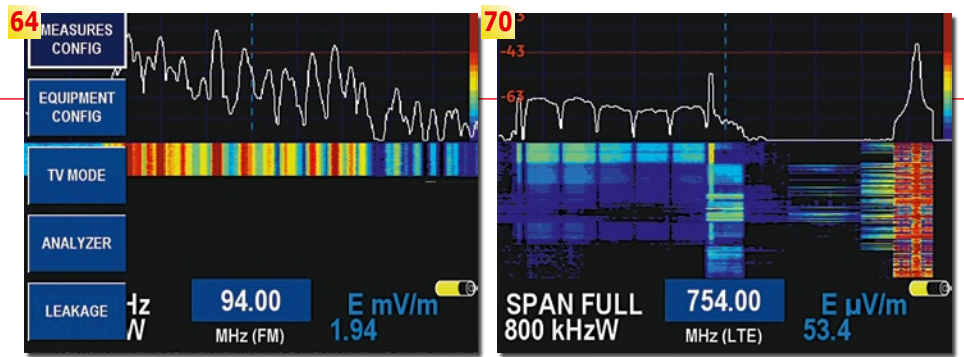 64
MEASURES
CONFIG
EQUIPMENT
CONFIG
TV MODE
ANALYZER
LEAKAGE
Hz
W
94.00
MHz (FM)
E mV/m
1.94
70
3
-43
-63
SPAN FULL
800 kHzW
754.00
MHz (LTE)
E µV/m
53.4